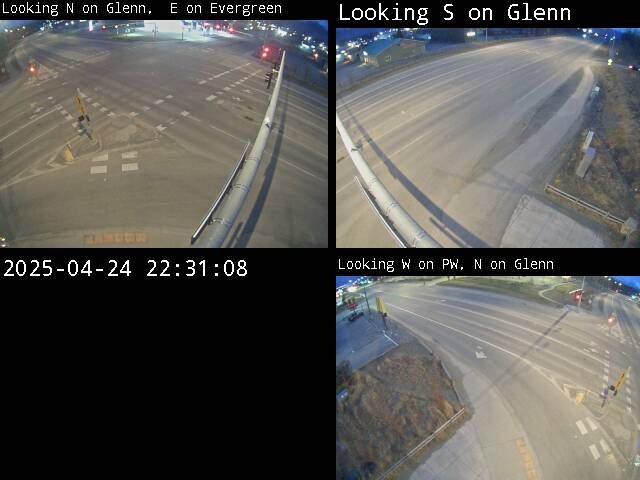 Looking N on Glenn,  E on Evergreen
Looking S on Glenn
2025-04-24 22:31:08
Looking W on PW, N on Glenn